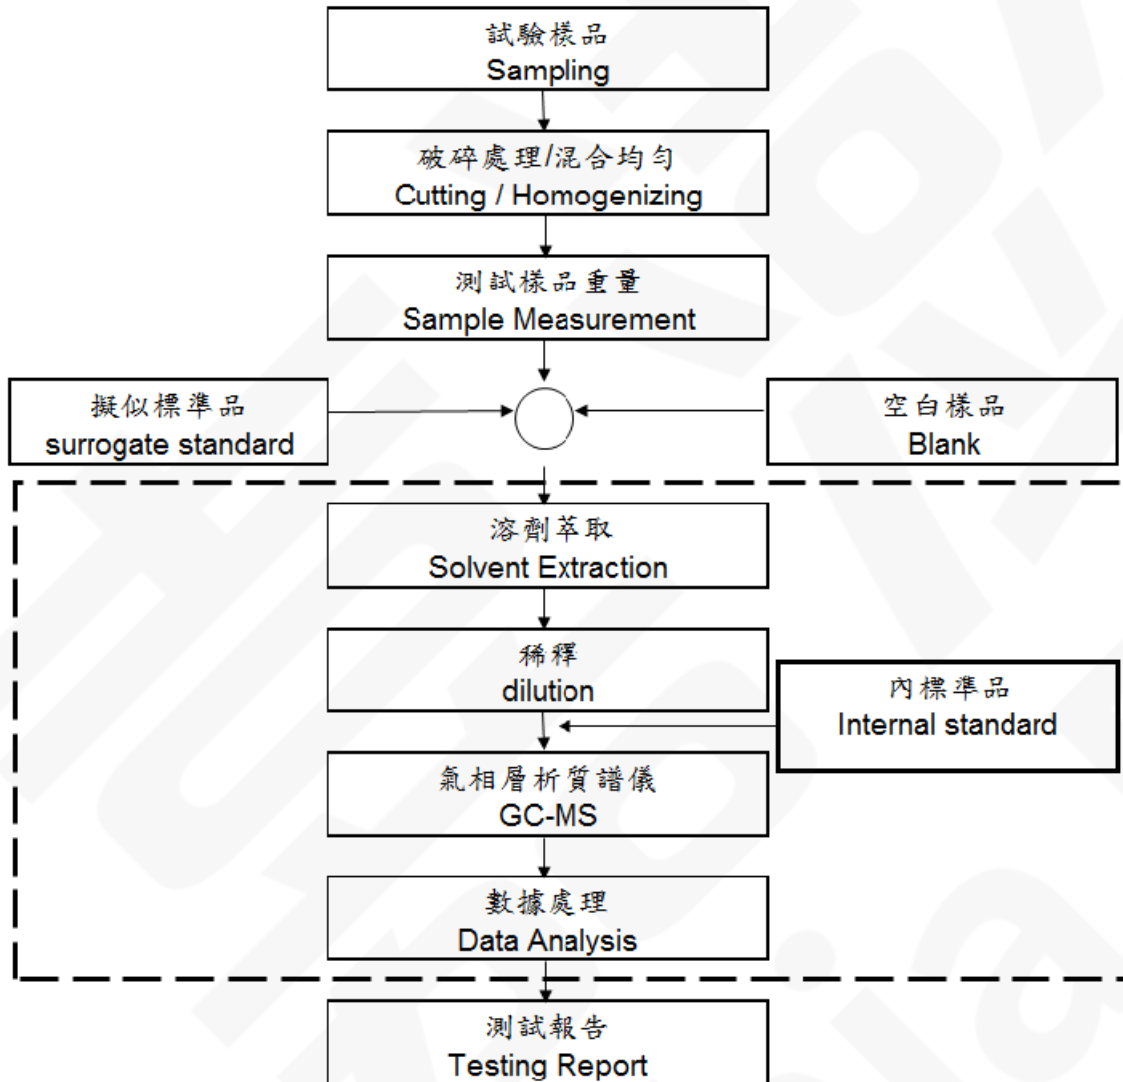 試驗樣品
Sampling
破碎處理/混合均勻
Cutting / Homogenizing
測試樣品重量
Sample Measurement
擬似標準品
surrogate standard
空白樣品
Blank
溶劑萃取
Solvent Extraction
稀釋
dilution
內標準品
Internal standard
氣相層析質譜儀
GC-MS
數據處理
Data Analysis
測試報告
Testing Report